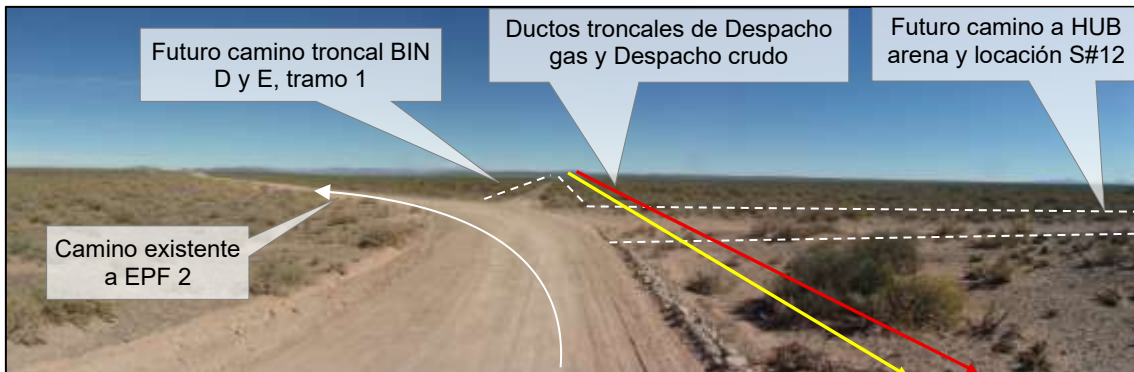 Futuro camino troncal BIN
D y E, tramo 1
Ductos troncales de Despacho
gas y Despacho crudo
Futuro camino a HUB
arena y locación S#12
Camino existente
a EPF 2